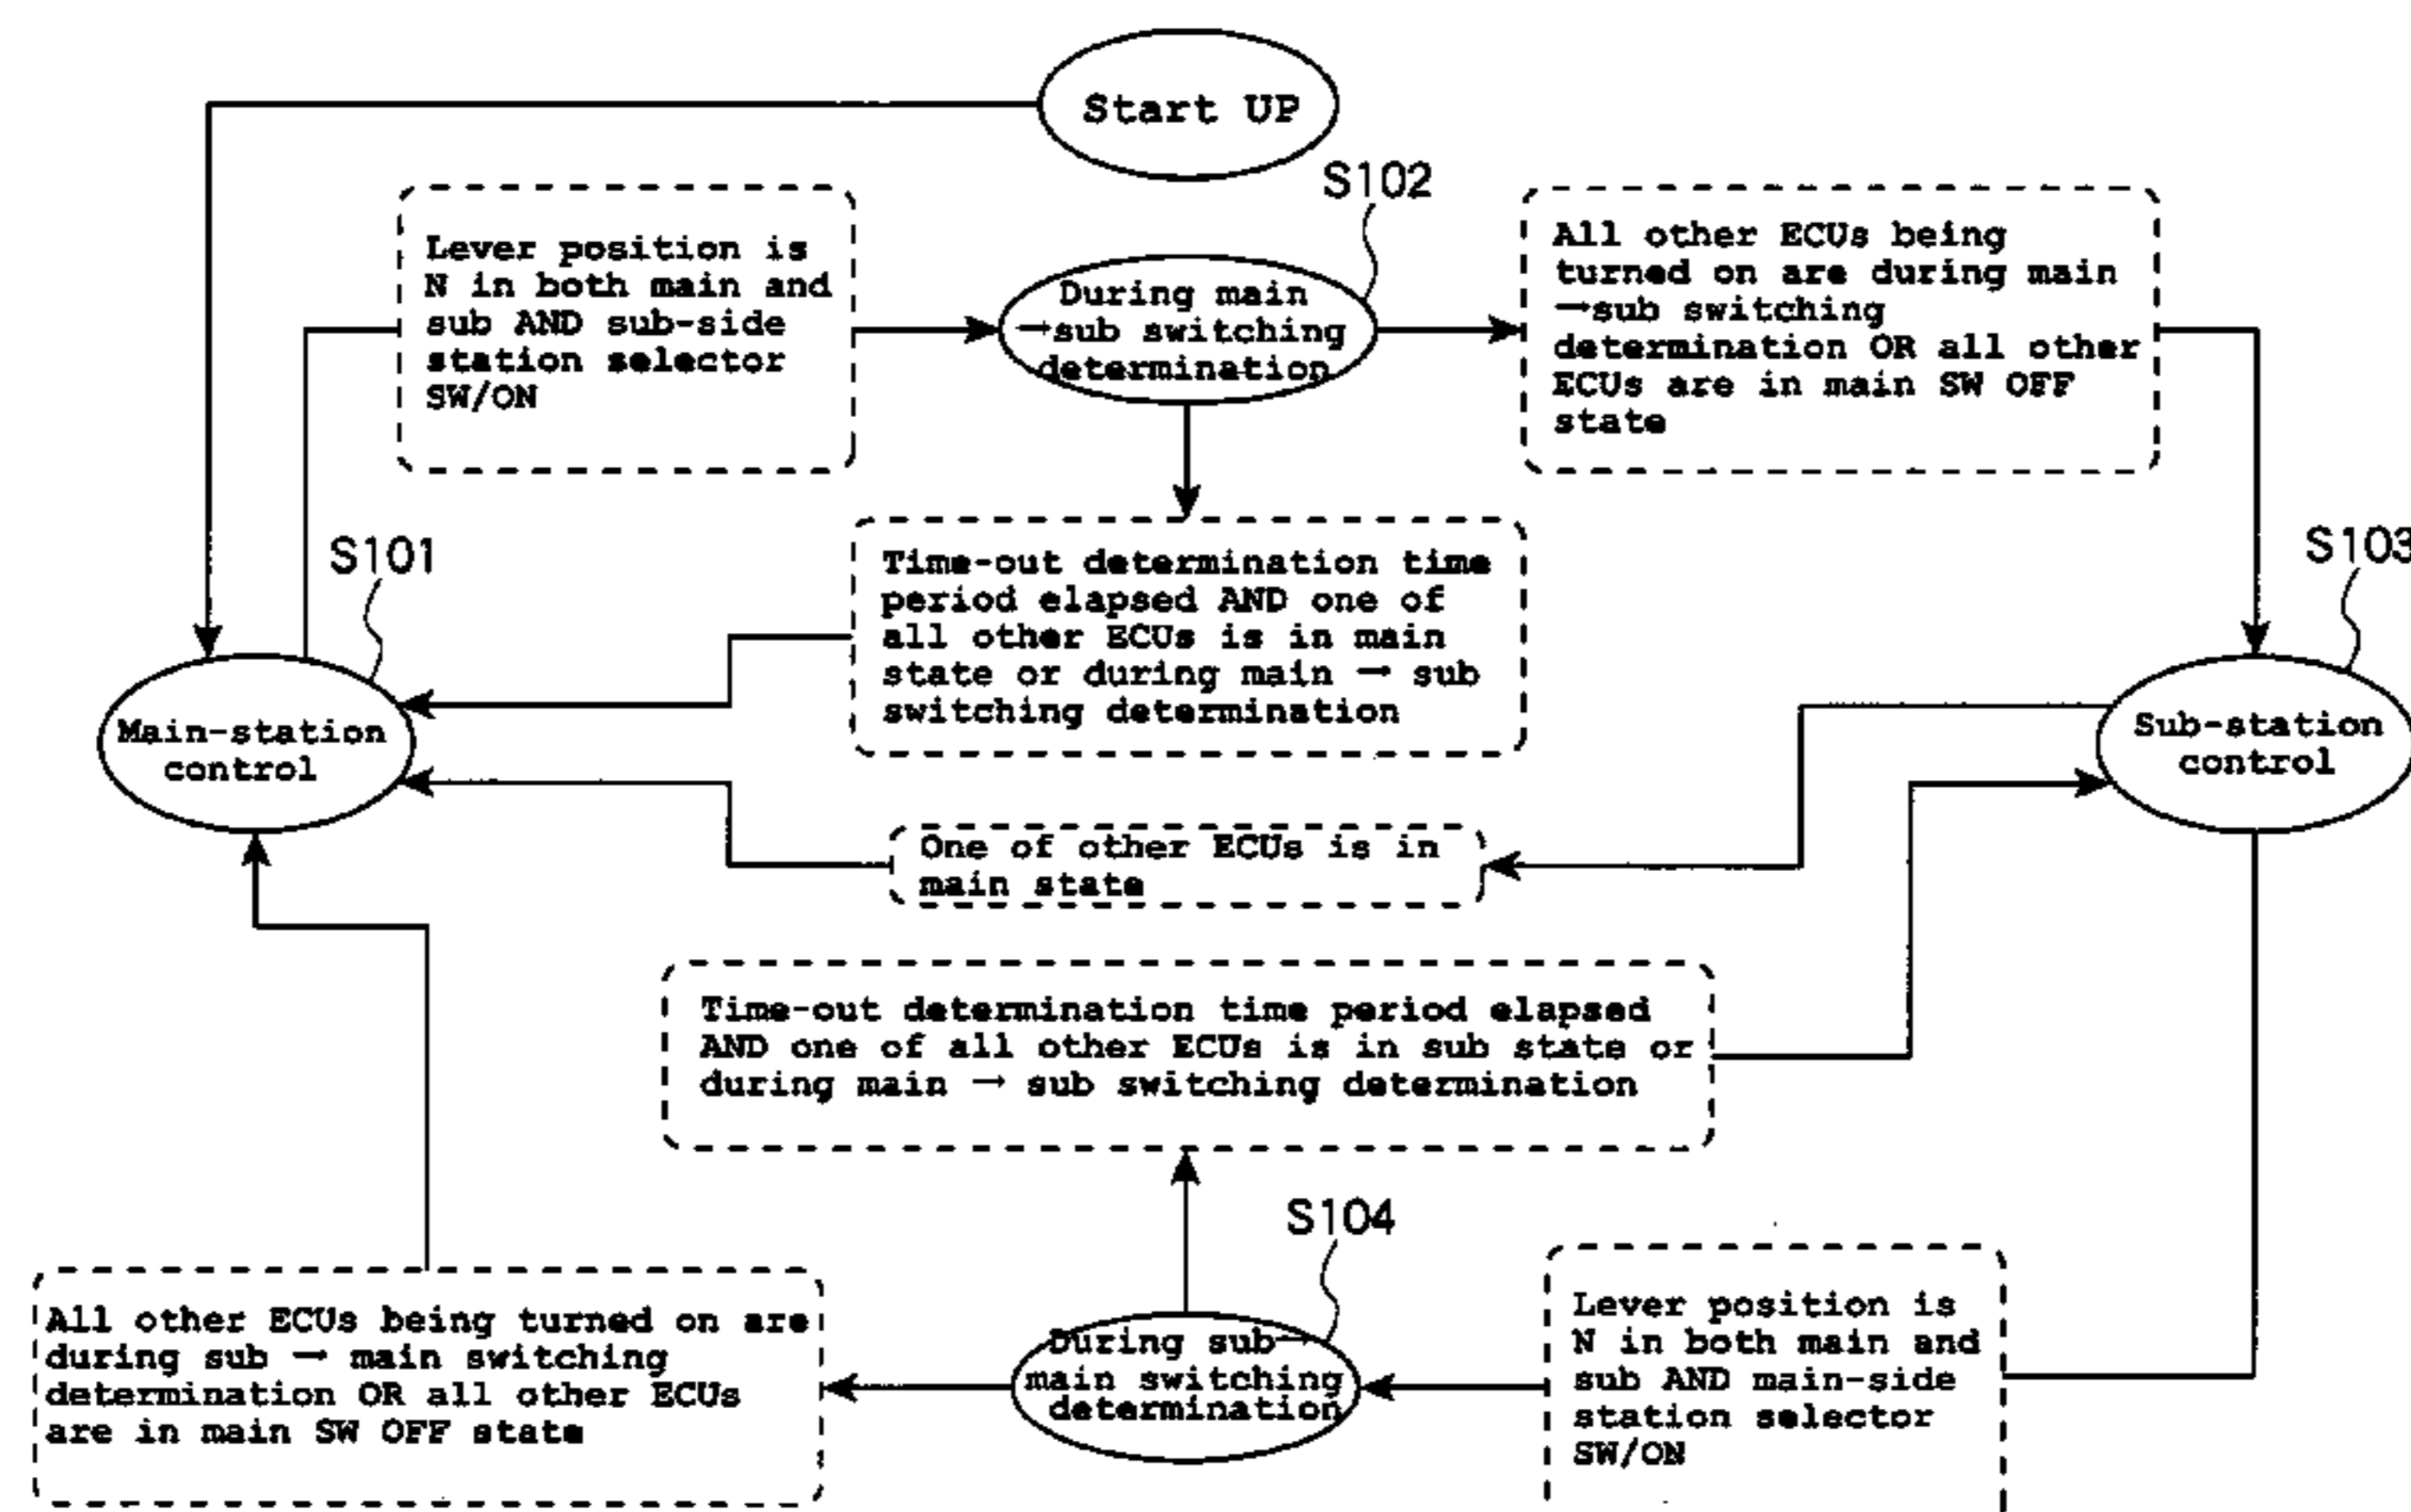 Start UP
S102
Lever position is
N in both main and
sub AND sub-side
station selector
SW/ON
During main
→sub switching
determination
All other ECUs being
turned on are during main
→sub switching
determination OR all other
ECUs are in main SW OFF
state
S101
Time-out determination time
period elapsed AND one of
all other ECUs is in main
state or during main → sub
switching determination
S103
Main-station
control
Sub-station
control
One of other ECUs is in
main state
Time-out determination time period elapsed
AND one of all other ECUs is in sub state or
during main → sub switching determination
S104
All other ECUs being turned on are
during sub → main switching
determination OR all other ECUs
are in main SW OFF state
During sub→
main switching
determination
Lever position is
N in both main and
sub AND main-side
station selector
SW/ON